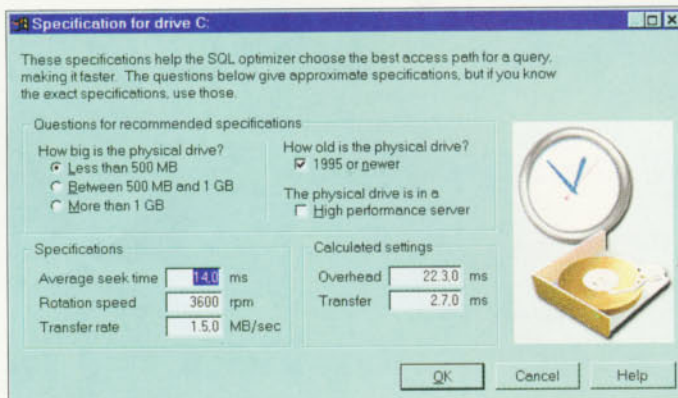 Specification for drive C:
These specifications help the SQL optimizer choose the best access path for a query,
making it faster. The questions below give approximate specifications, but if you know
the exact specifications, use those.
Questions for recommended specifications
How big is the physical drive?
Less than 500 MB
Between 500 MB and 1 GB
More than 1 GB
How old is the physical drive?
1995 or newer
The physical drive is in a
High performance server
Specifications
Average seek time 14,0 ms
Rotation speed 3600 rpm
Transfer rate 1.5,0 MB/sec
Calculated settings
Overhead 22.3,0 ms
Transfer 2.7,0 ms
OK
Cancel
Help